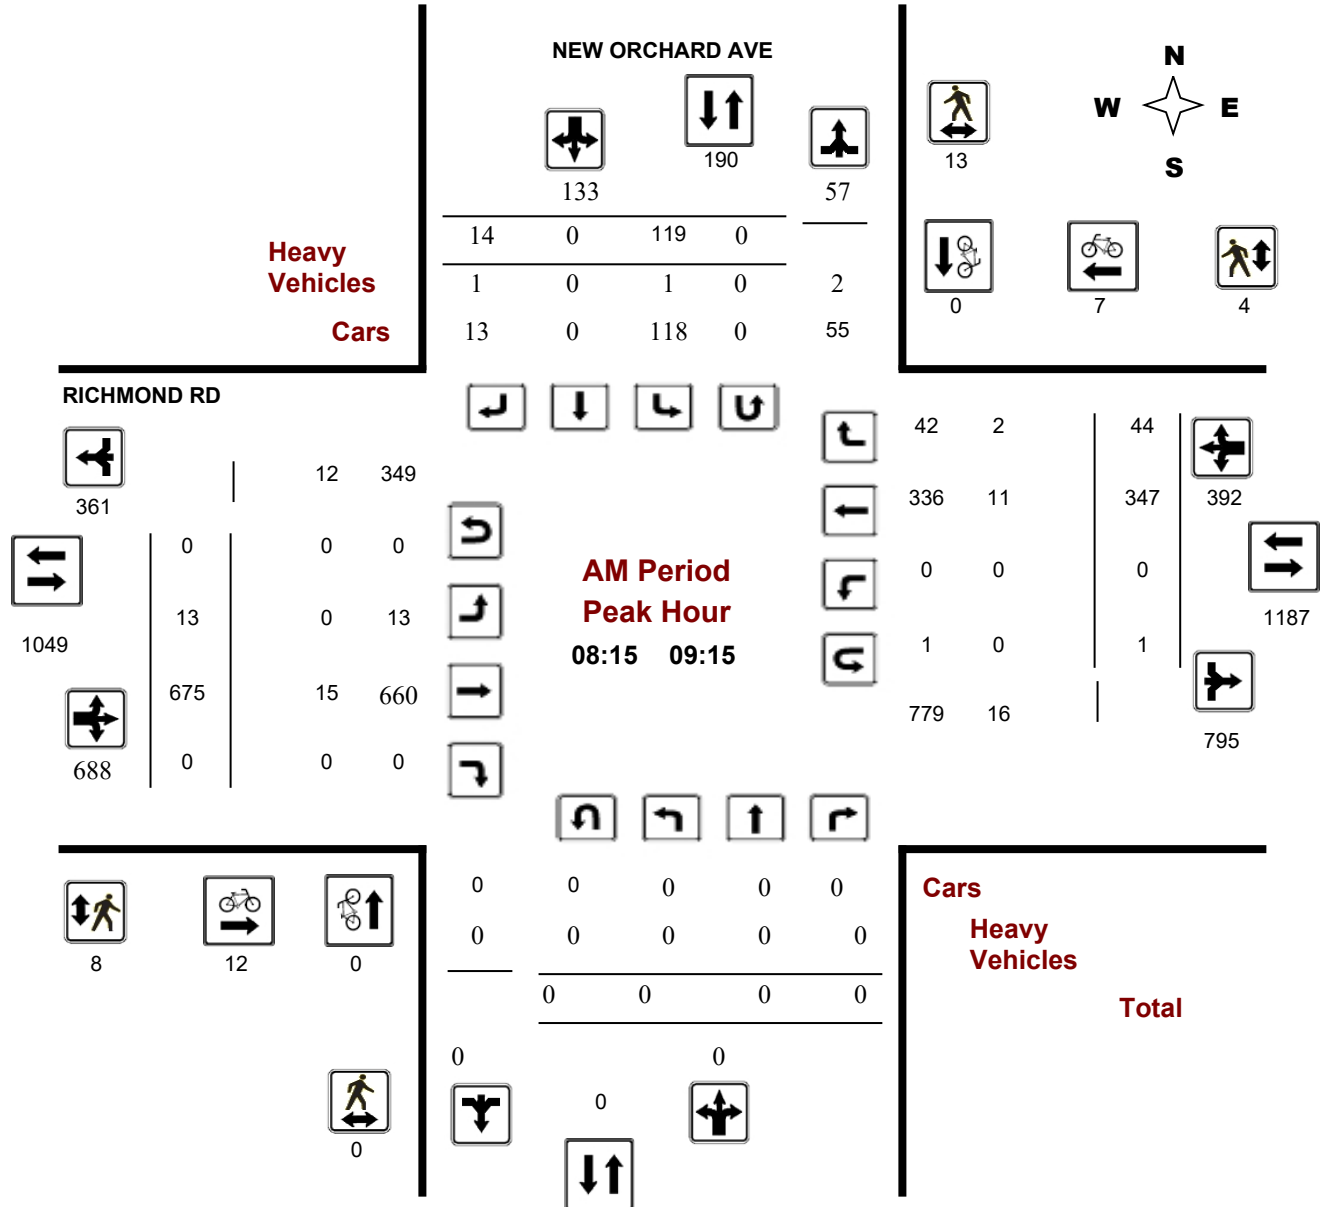 NEW ORCHARD AVE
N
W E
S
190
13
133
57
14 0 119 0
Heavy
Vehicles
1 0 1 0 2
0 7 4
Cars
13 0 118 0 55
RICHMOND RD
42 2 44
12 349
361
336 11 347 392
0 0 0
AM Period
0 0 0
Peak Hour
13 0 13
1187
1049
08:15 09:15
1 0 1
675 15 660
779 16
795
688 0 0 0
0 0 0 0 0
Cars
0 0 0 0 0
Heavy
Vehicles
8 12 0
0 0 0 0
Total
0 0
0
0